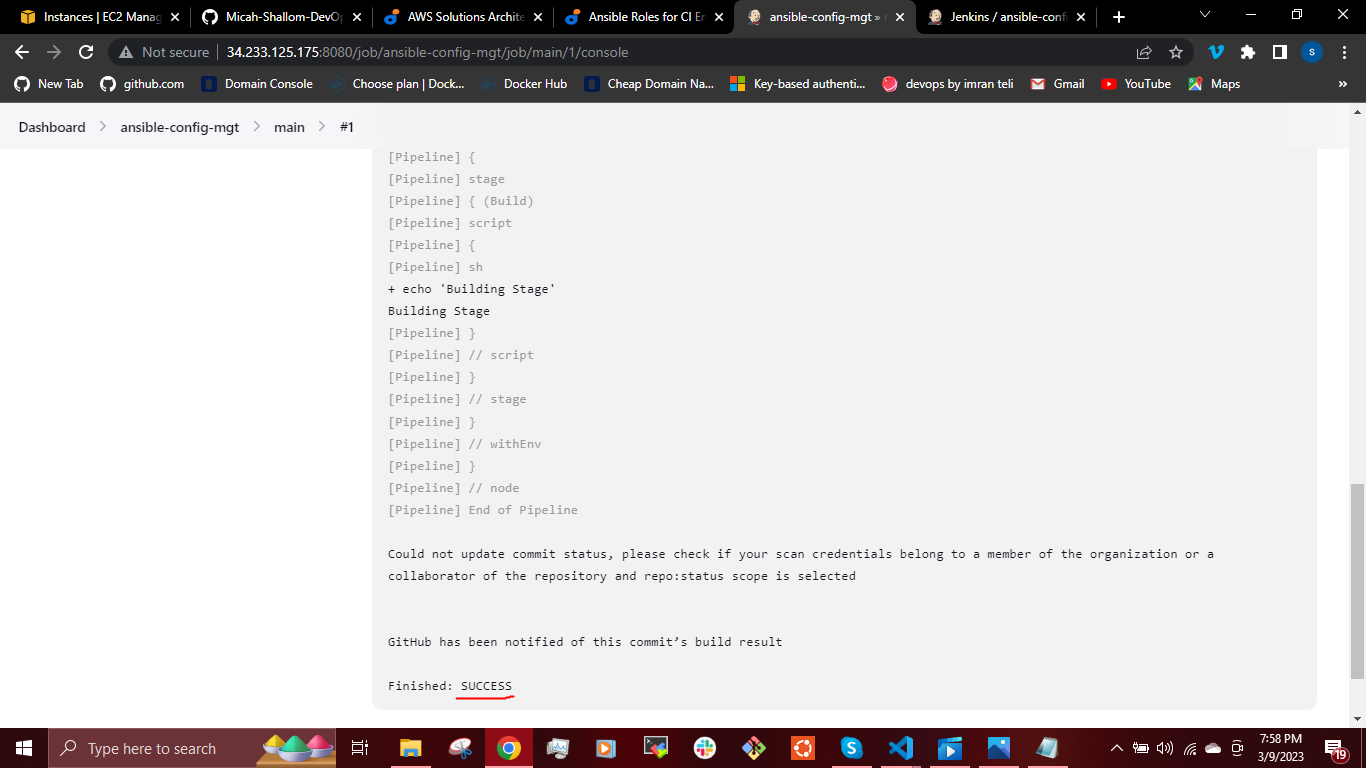 Instances | EC2 Manag
Micah-Shallom-DevOp
AWS Solutions Archite
Ansible Roles for CI En
ansible-config-mgt »
Jenkins / ansible-confi
Not secure
34.233.125.175:8080/job/ansible-config-mgt/job/main/1/console
S
New Tab
github.com
Domain Console
Choose plan | Dock...
Docker Hub
Cheap Domain Na...
Key-based authenti...
devops by imran teli
Gmail
YouTube
Maps
»
Dashboard
ansible-config-mgt
main
#1
[Pipeline] {
[Pipeline] stage
[Pipeline] { (Build)
[Pipeline] script
[Pipeline] {
[Pipeline] sh
+ echo 'Building Stage'
Building Stage
[Pipeline] }
[Pipeline] // script
[Pipeline] }
[Pipeline] // stage
[Pipeline] }
[Pipeline] // withEnv
[Pipeline] }
[Pipeline] // node
[Pipeline] End of Pipeline
Could not update commit status, please check if your scan credentials belong to a member of the organization or a
collaborator of the repository and repo:status scope is selected
GitHub has been notified of this commit’s build result
Finished: SUCCESS
Type here to search
7:58 PM
3/9/2023
19